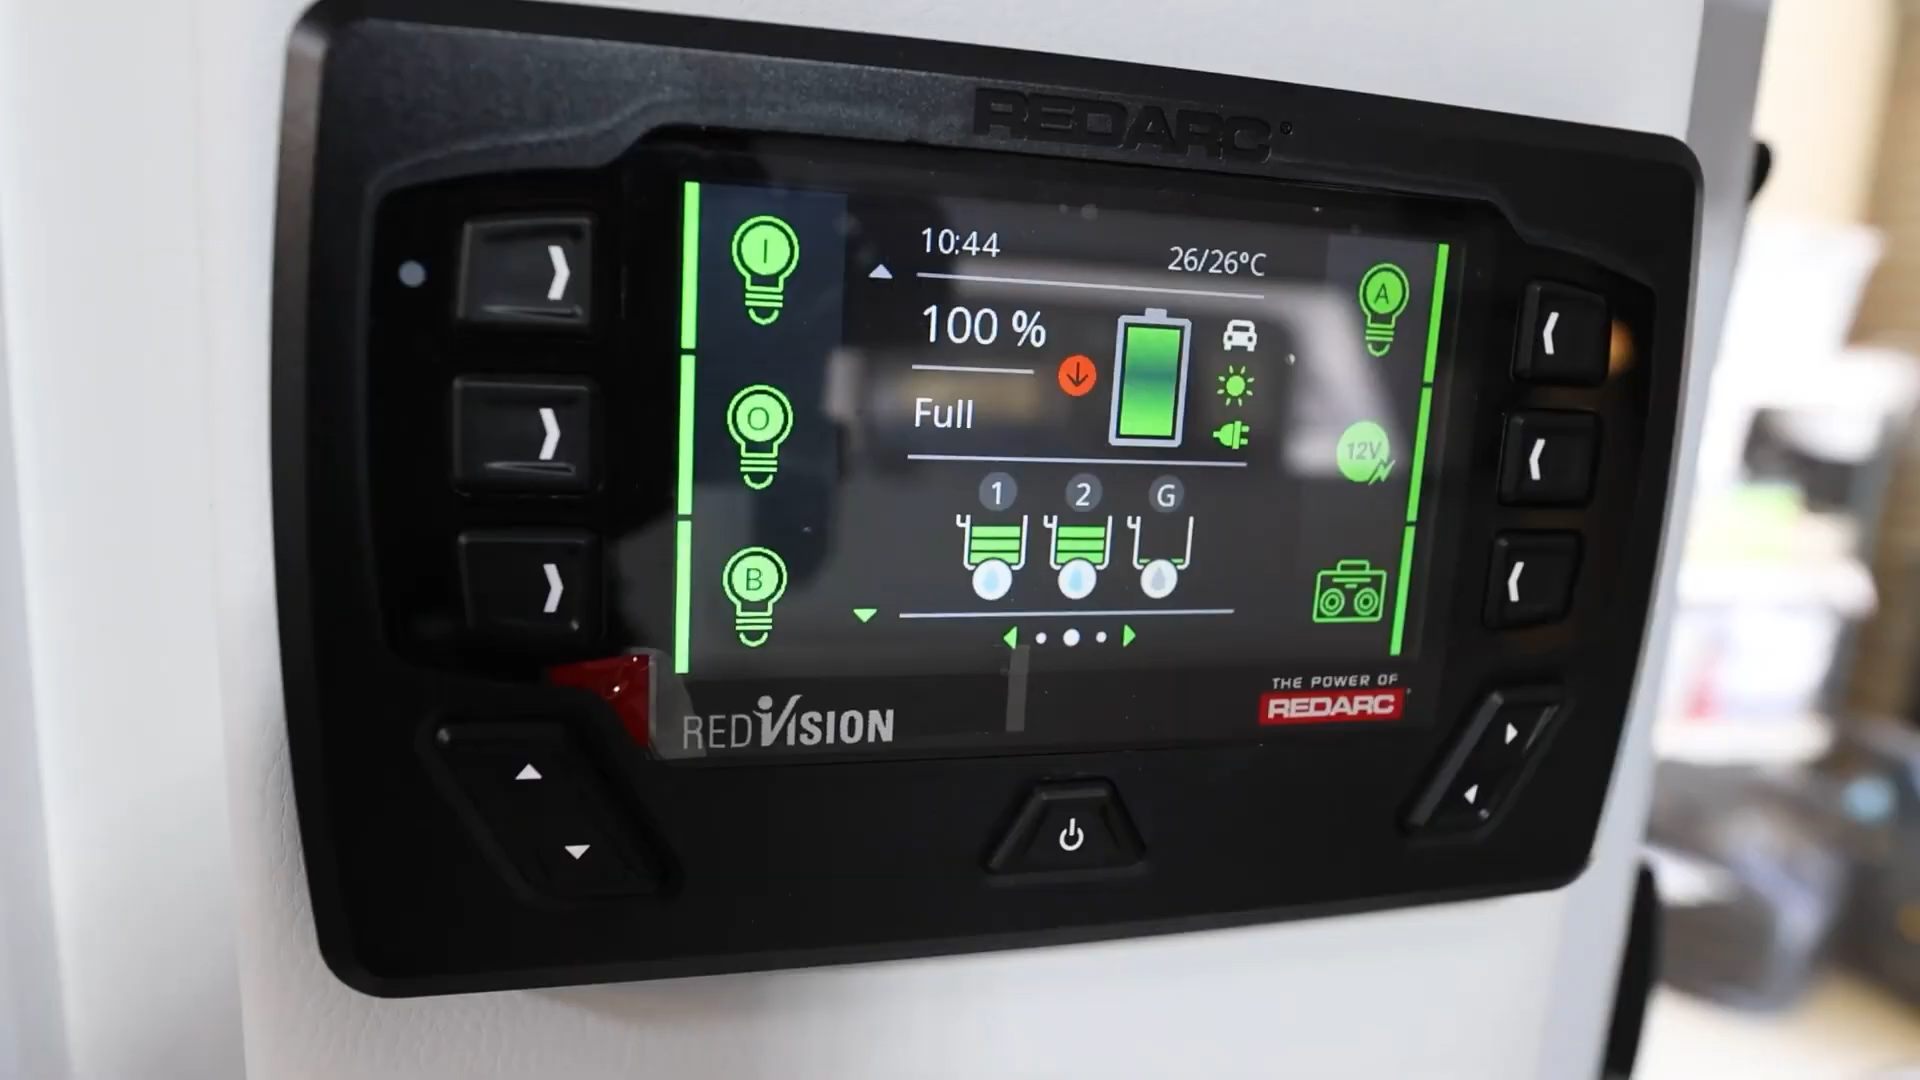 REDARC®
I
10:44
26/26°C
A
100 %
O
Full
12V
1 2 G
B
REDVISION
THE POWER OF
REDARC